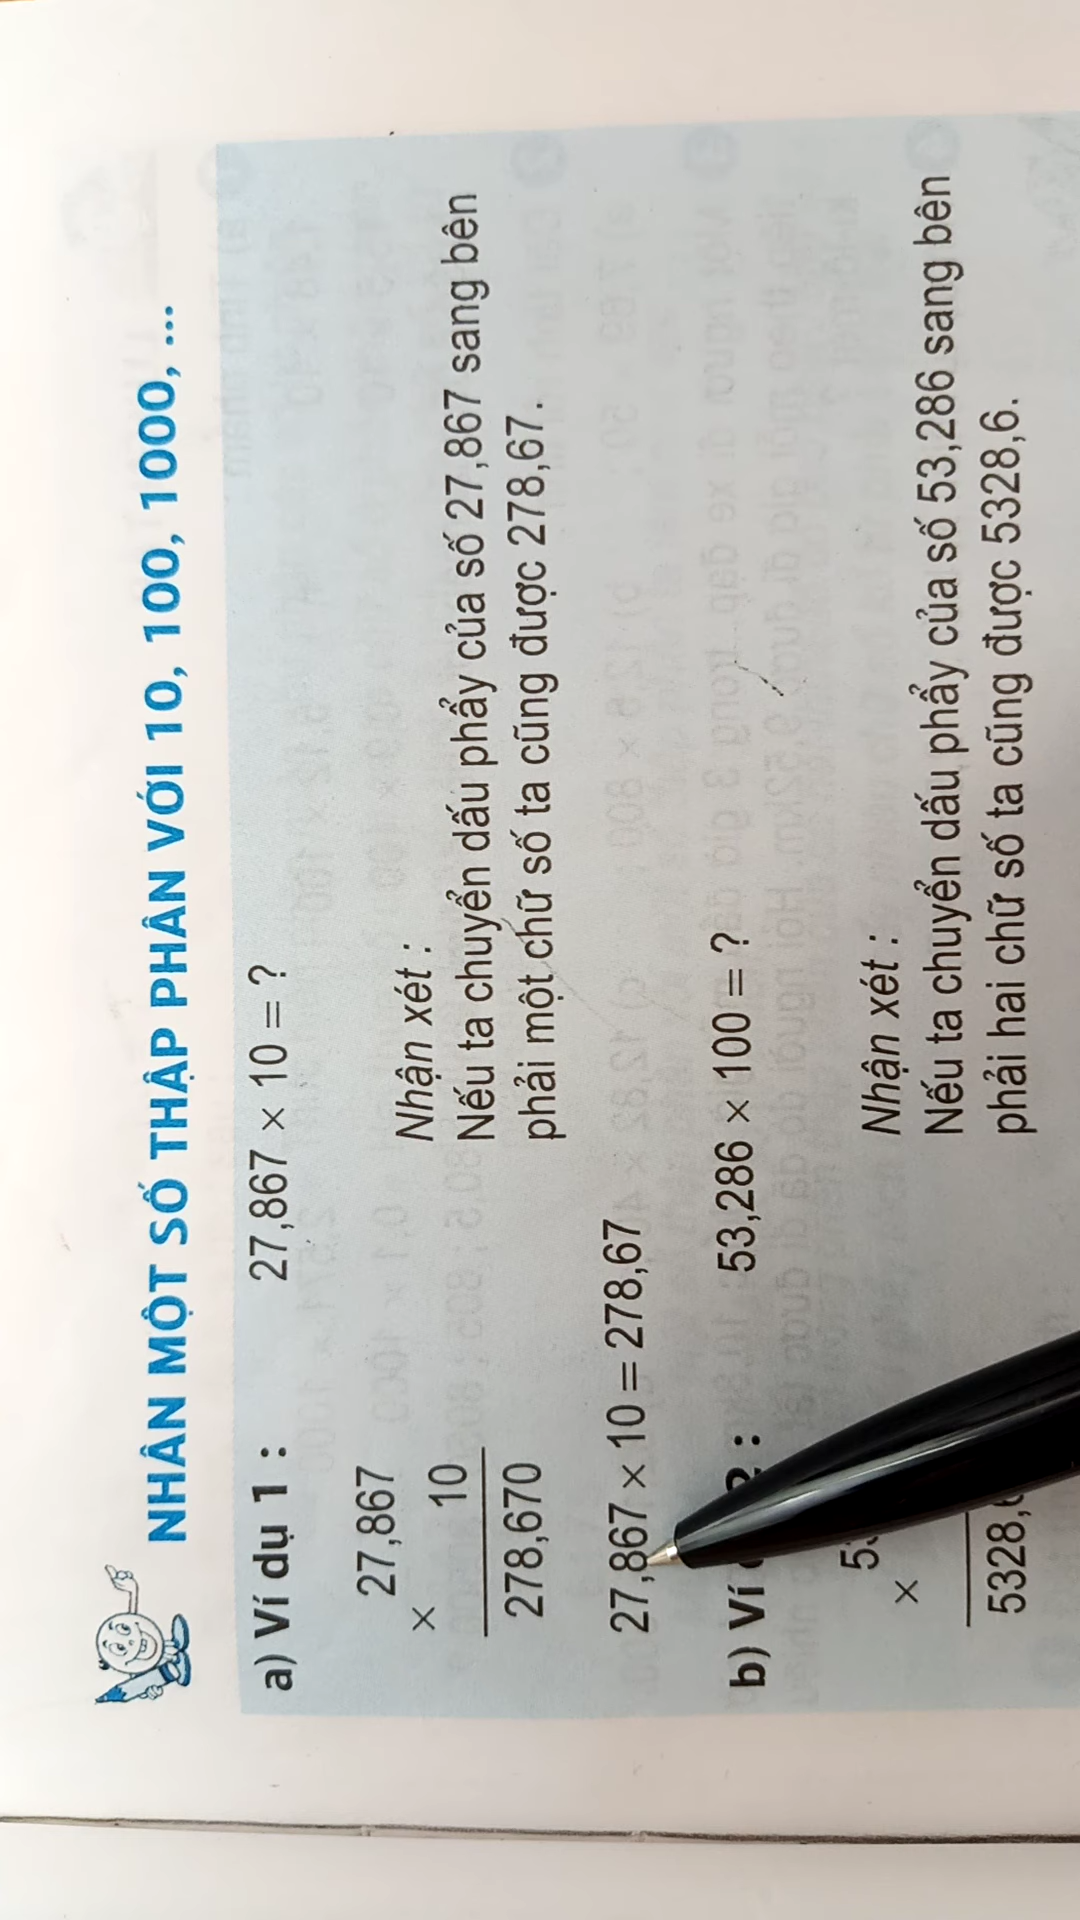 NHÂN MỘT SỐ THẬP PHÂN VỚI 10, 100, 1000, ...
a) Ví dụ 1 : 27,867 × 10 = ?
27,867
×
10
278,670
Nhận xét :
Nếu ta chuyển dấu phẩy của số 27,867 sang bên
phải một chữ số ta cũng được 278,67.
27,867 × 10 = 278,67
b) Ví 2 : 53,286 × 100 = ?
×
Nhận xét :
Nếu ta chuyển dấu phẩy của số 53,286 sang bên
phải hai chữ số ta cũng được 5328,6.